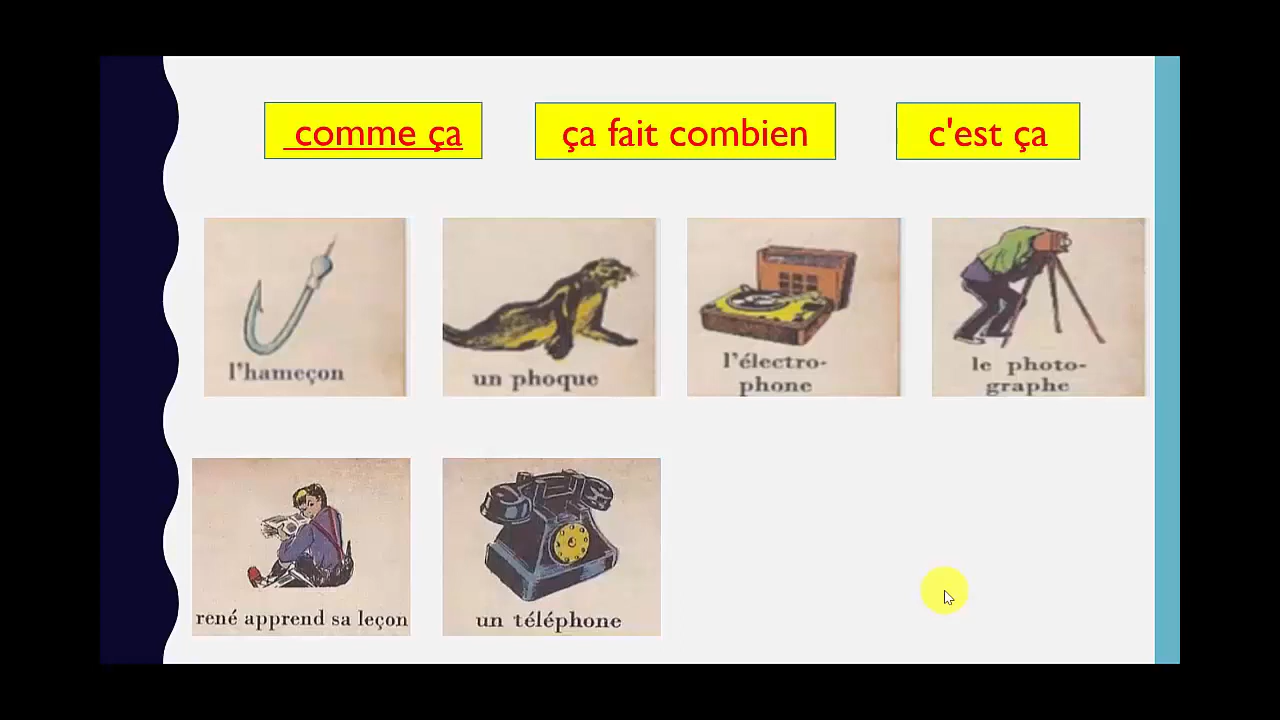 comme ça
ça fait combien
c'est ça
l'hameçon
un phoque
l'électro-
phone
le photo-
graphe
rené apprend sa leçon
un téléphone